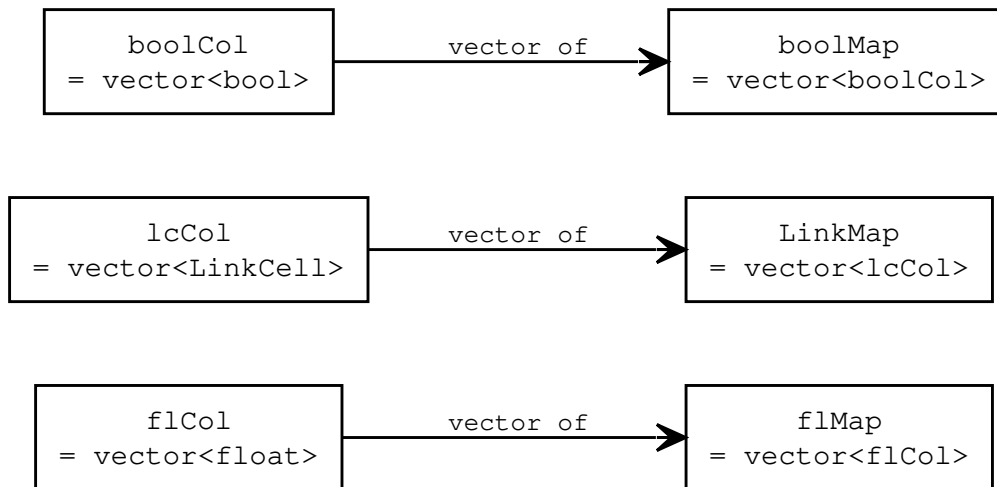 boolCol
= vector<bool>
vector of
boolMap
= vector<boolCol>
lcCol
= vector<LinkCell>
vector of
LinkMap
= vector<lcCol>
flCol
= vector<float>
vector of
flMap
= vector<flCol>